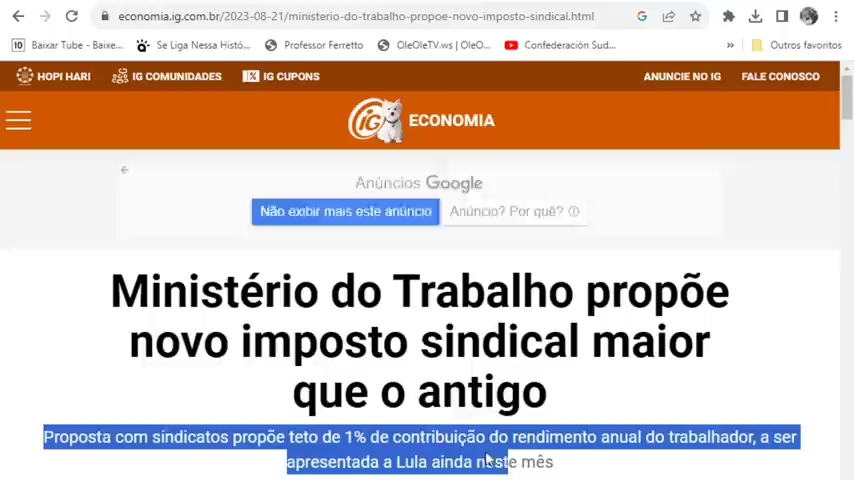 economia.ig.com.br/2023-08-21/ministerio-do-trabalho-propoe-novo-imposto-sindical.html
Baixar Tube - Baixe... Se Liga Nessa Histó... Professor Ferretto OleOleTV.ws | OleO... Confederación Sud... » Outros favoritos
HOPI HARI IG COMUNIDADES IG CUPONS ANUNCIE NO IG FALE CONOSCO
iG ECONOMIA
Anúncios Google
Não exibir mais este anúncio Anúncio? Por quê?
Ministério do Trabalho propõe
novo imposto sindical maior
que o antigo
Proposta com sindicatos propõe teto de 1% de contribuição do rendimento anual do trabalhador, a ser
apresentada a Lula ainda neste mês